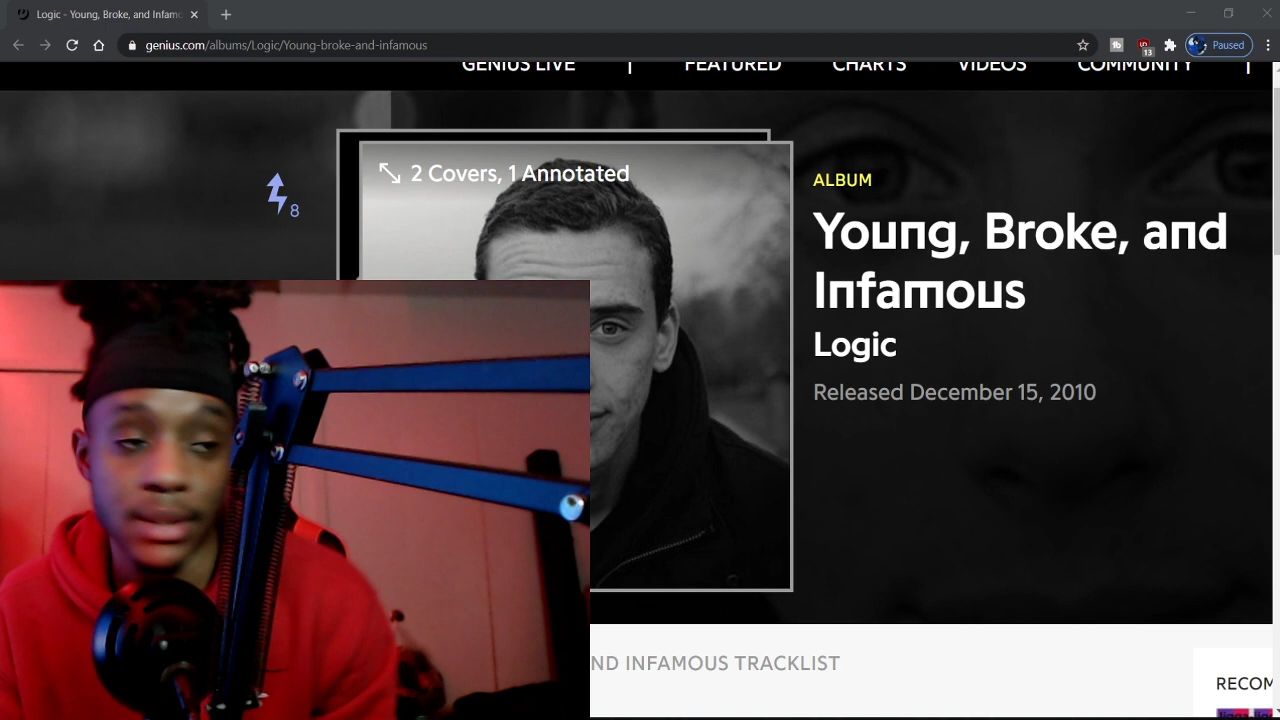 Logic - Young, Broke, and Infamo
genius.com/albums/Logic/Young-broke-and-infamous
13
Paused
GENIUS LIVE | FEATURED CHARTS VIDEOS COMMUNITY |
2 Covers, 1 Annotated
8
ALBUM
Young, Broke, and
Infamous
Logic
Released December 15, 2010
ND INFAMOUS TRACKLIST
RECOM